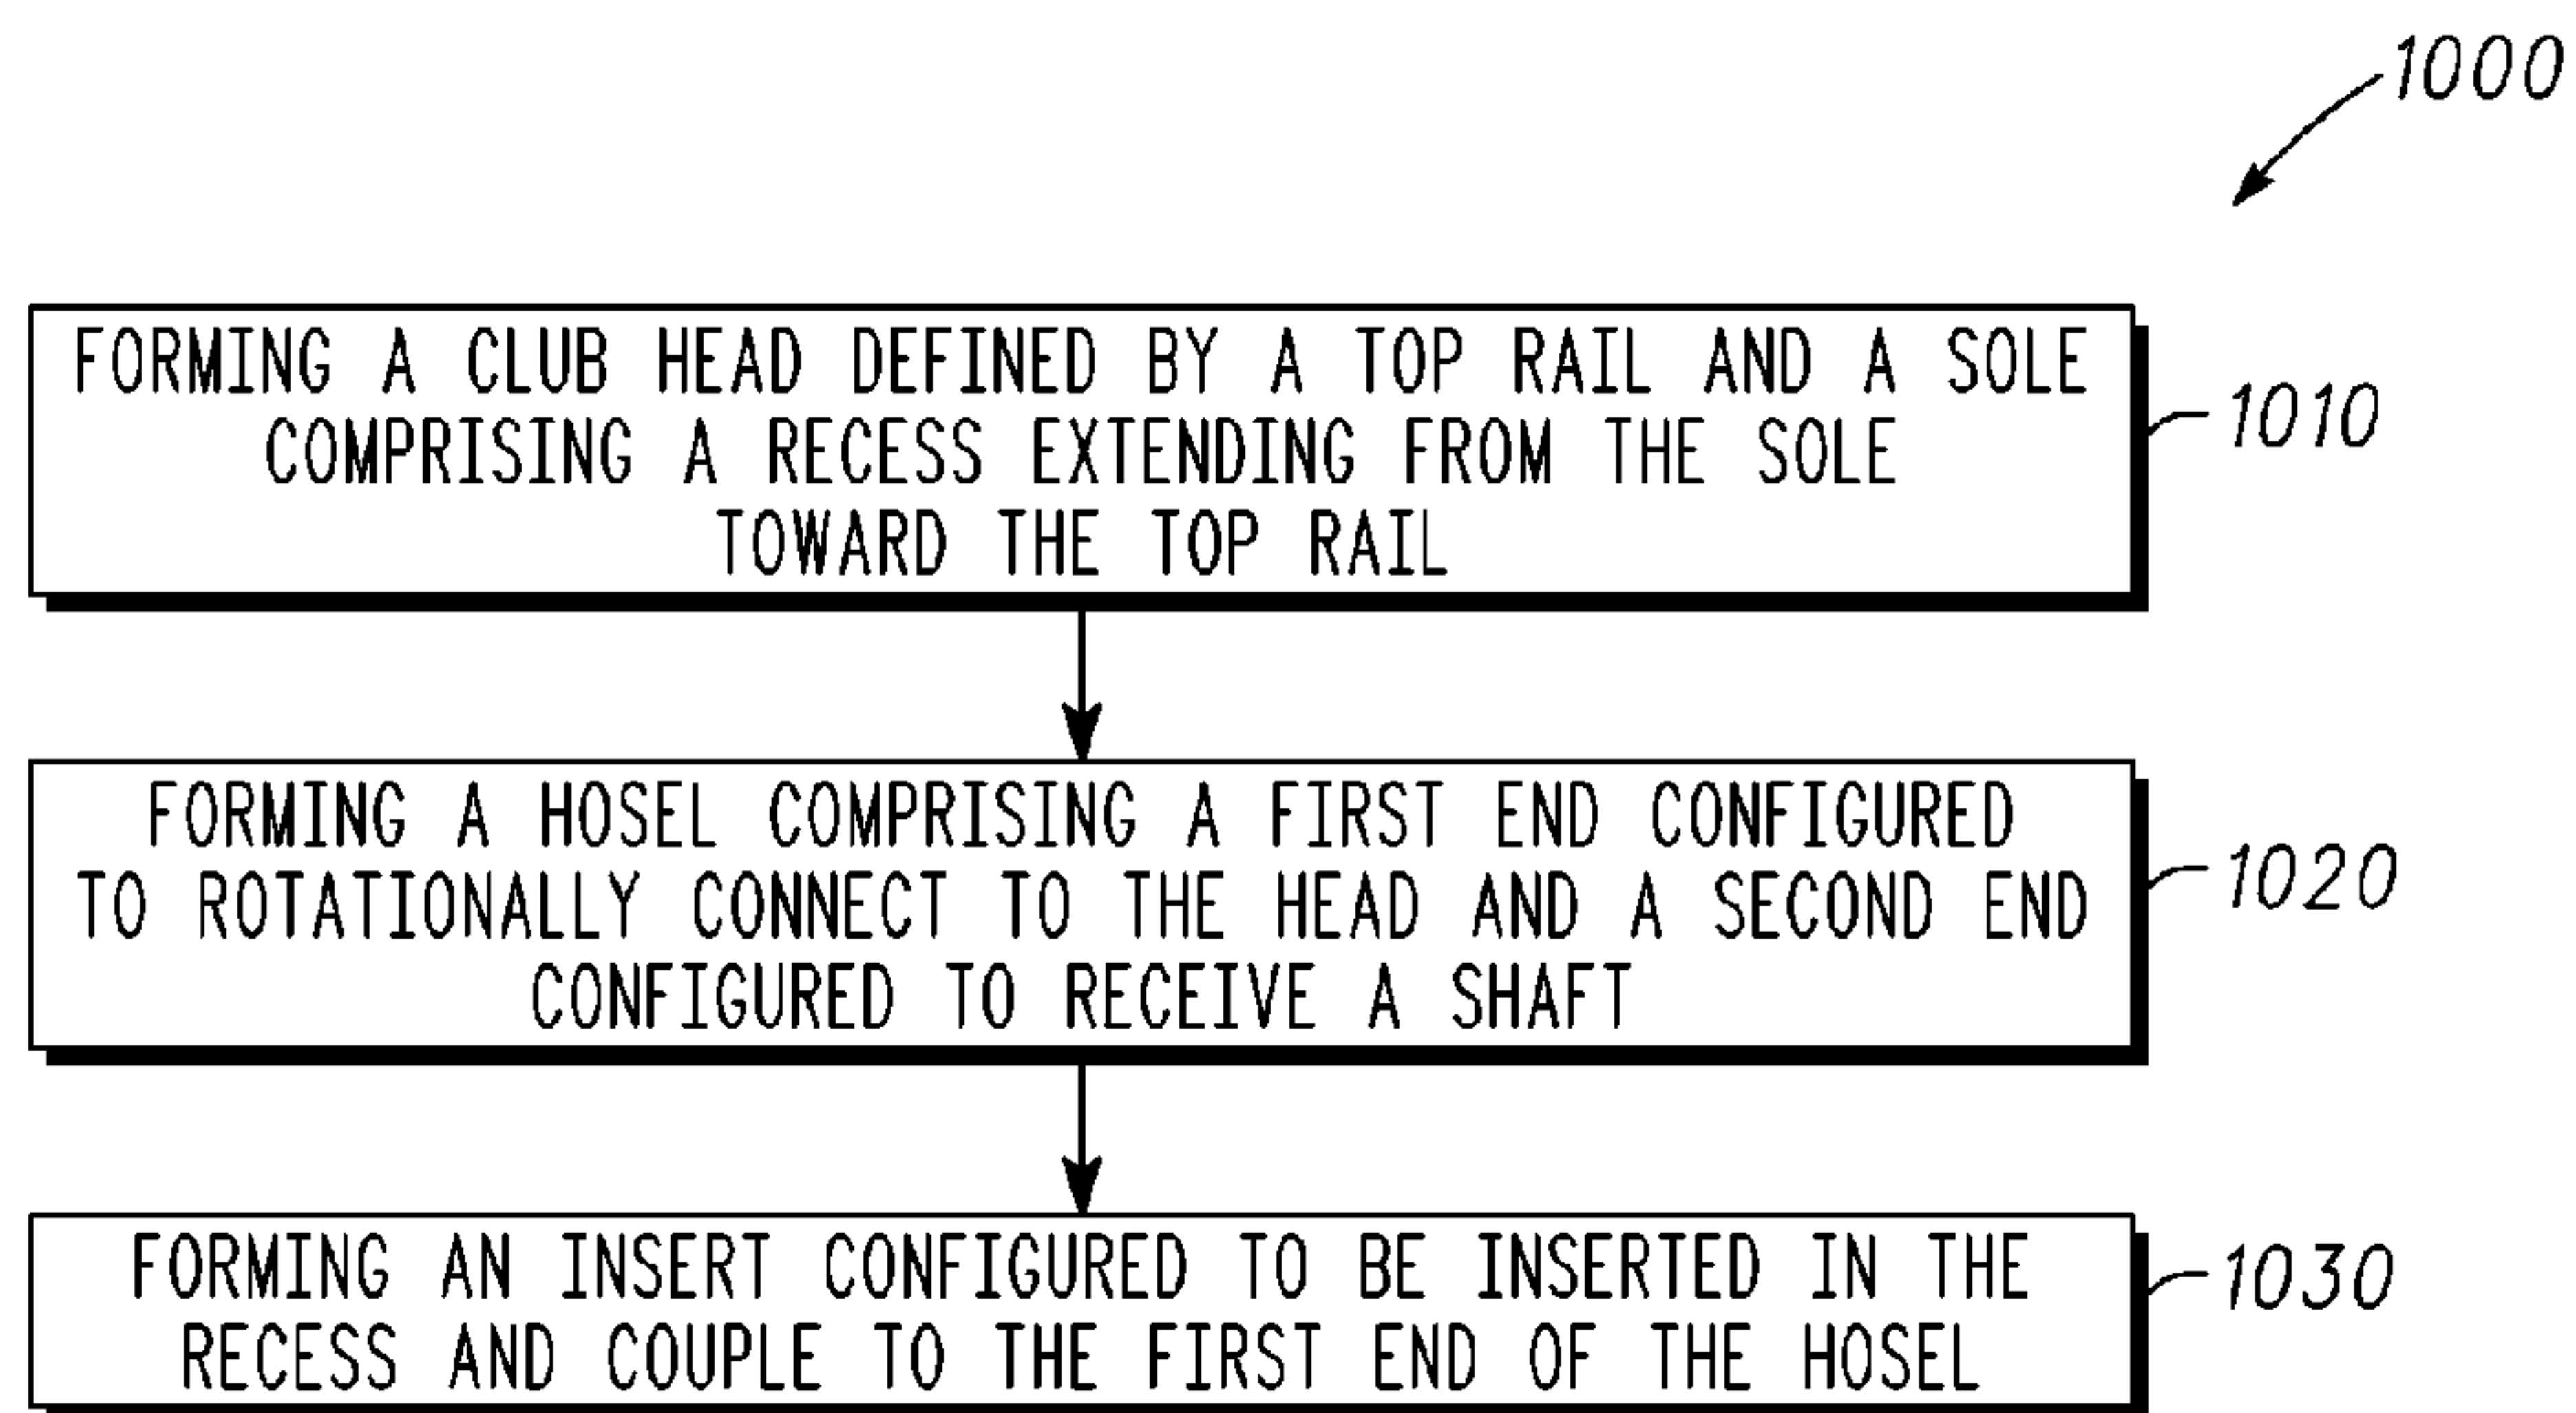 1000
FORMING A CLUB HEAD DEFINED BY A TOP RAIL AND A SOLE
COMPRISING A RECESS EXTENDING FROM THE SOLE
TOWARD THE TOP RAIL
1010
FORMING A HOSEL COMPRISING A FIRST END CONFIGURED
TO ROTATIONALLY CONNECT TO THE HEAD AND A SECOND END
CONFIGURED TO RECEIVE A SHAFT
1020
FORMING AN INSERT CONFIGURED TO BE INSERTED IN THE
RECESS AND COUPLE TO THE FIRST END OF THE HOSEL
1030